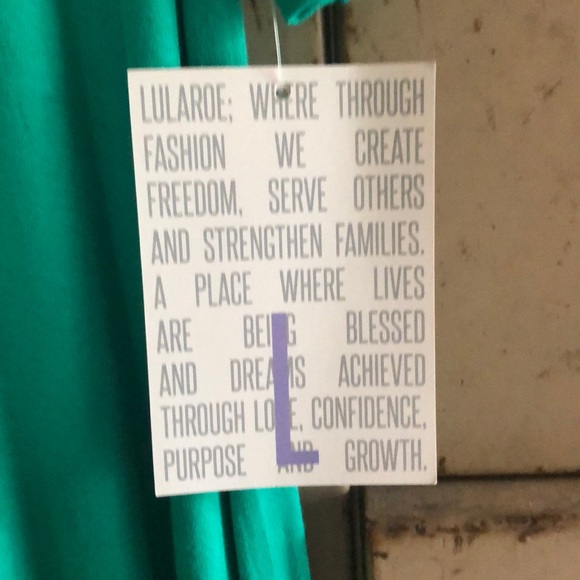 LULAROE; WHERE THROUGH
FASHION WE CREATE
FREEDOM, SERVE OTHERS
AND STRENGTHEN FAMILIES.
A PLACE WHERE LIVES
ARE BEING BLESSED
AND DREAMS ACHIEVED
THROUGH LOVE, CONFIDENCE,
PURPOSE AND GROWTH.
L